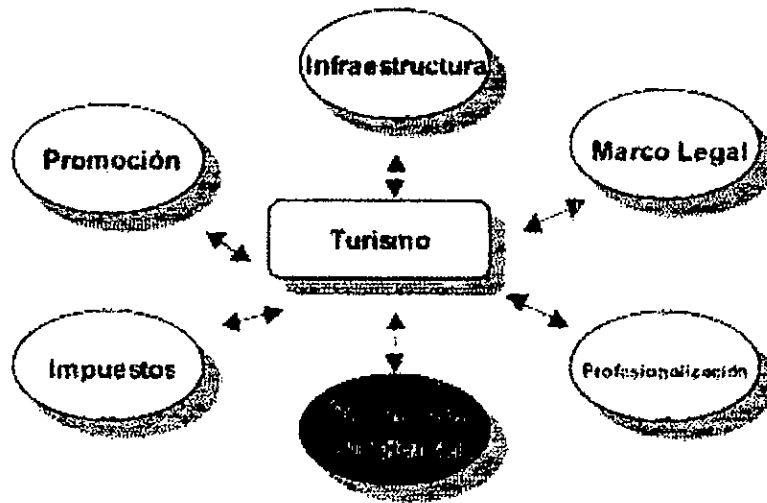 Infraestructura
Promoción
Marco Legal
Turismo
Impuestos
Profesionalización